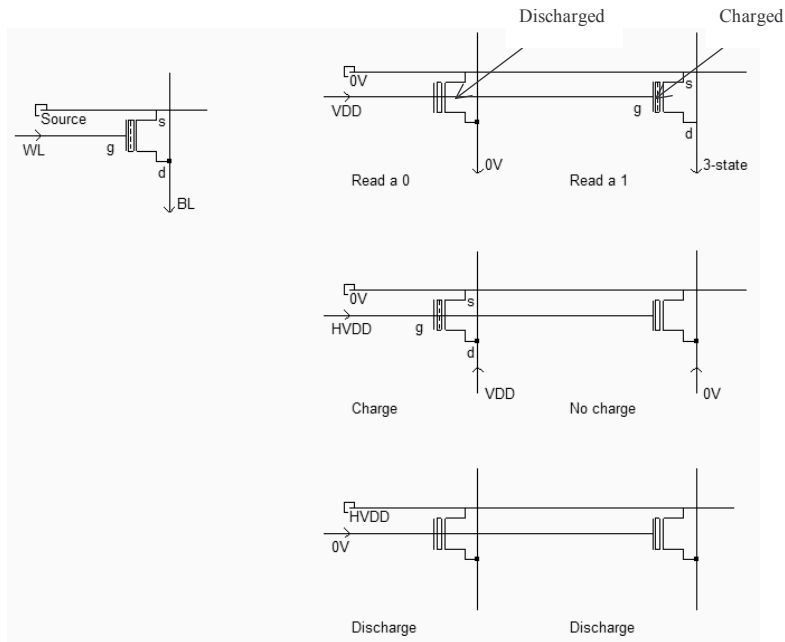 Discharged Charged
Source
s
WL g
d
BL
0V s
VDD g
d
0V 3-state
Read a 0 Read a 1
0V
s
HVDD g
d
VDD 0V
Charge No charge
HVDD
0V
Discharge Discharge